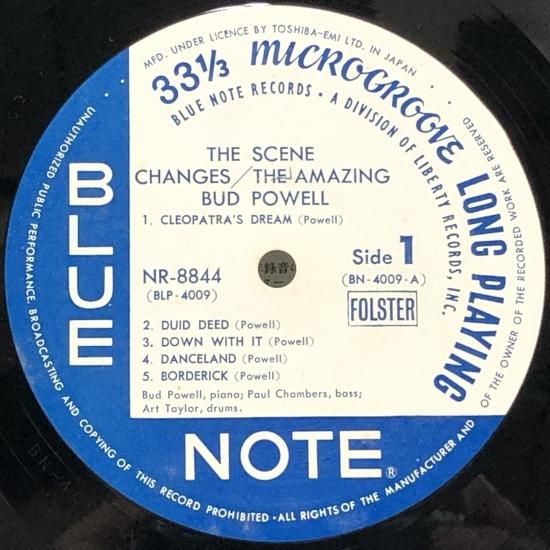 MFD. UNDER LICENCE BY TOSHIBA-EMI LTD. IN JAPAN
33⅓ MICROGROOVE LONG PLAYING
BLUE NOTE RECORDS • A DIVISION OF LIBERTY RECORDS, INC.
THE SCENE
CHANGES / THE AMAZING
BUD POWELL
1. CLEOPATRA'S DREAM (Powell)
NR-8844
(BLP-4009)
Side 1
(BN-4009-A)
FOLSTER
2. DUID DEED (Powell)
3. DOWN WITH IT (Powell)
4. DANCELAND (Powell)
5. BORDERICK (Powell)
Bud Powell, piano; Paul Chambers, bass;
Art Taylor, drums.
BLUE
NOTE®
UNAUTHORIZED PUBLIC PERFORMANCE, BROADCASTING AND COPYING OF THIS RECORD PROHIBITED • ALL RIGHTS OF THE MANUFACTURER AND OF THE OWNER OF THE RECORDED WORK ARE RESERVED
録音